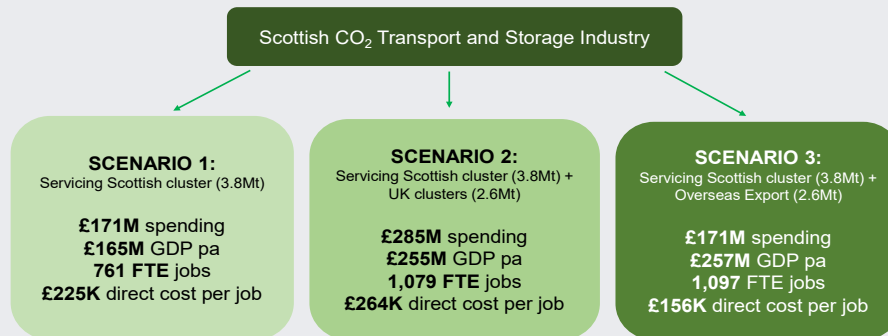 Scottish CO₂ Transport and Storage Industry
SCENARIO 1:
Servicing Scottish cluster (3.8Mt)
£171M spending
£165M GDP pa
761 FTE jobs
£225K direct cost per job
SCENARIO 2:
Servicing Scottish cluster (3.8Mt) +
UK clusters (2.6Mt)
£285M spending
£255M GDP pa
1,079 FTE jobs
£264K direct cost per job
SCENARIO 3:
Servicing Scottish cluster (3.8Mt) +
Overseas Export (2.6Mt)
£171M spending
£257M GDP pa
1,097 FTE jobs
£156K direct cost per job